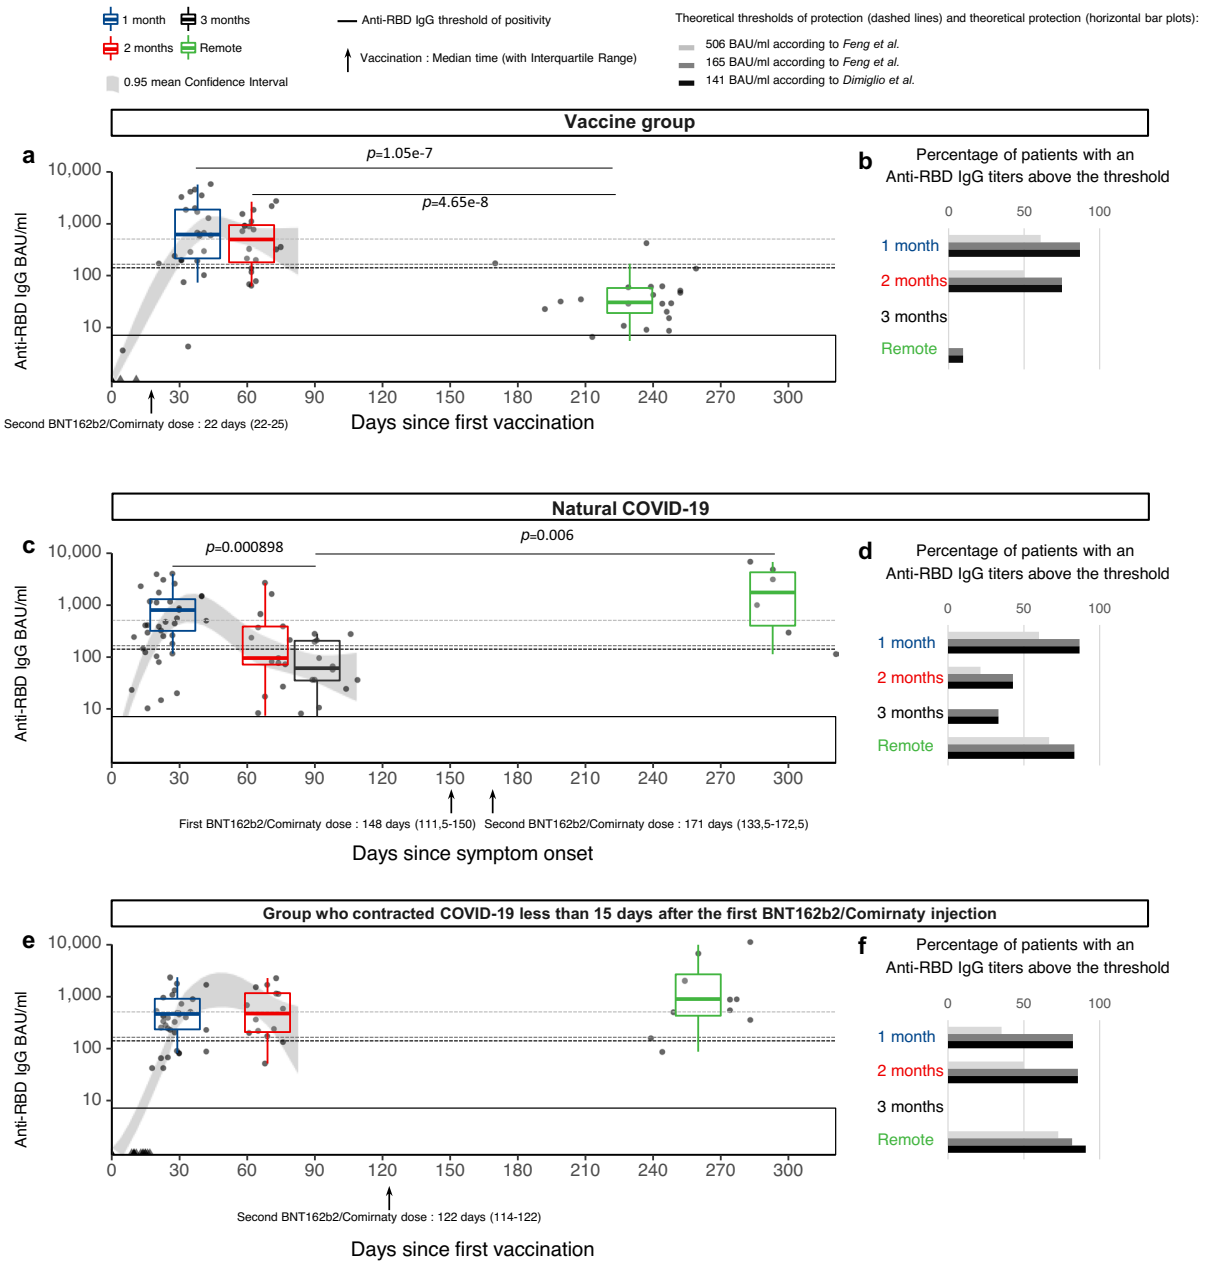 1 month
3 months
2 months
Remote
0.95 mean Confidence Interval
Anti-RBD IgG threshold of positivity
Vaccination : Median time (with Interquartile Range)
Theoretical thresholds of protection (dashed lines) and theoretical protection (horizontal bar plots):
506 BAU/ml according to Feng et al.
165 BAU/ml according to Feng et al.
141 BAU/ml according to Dimiglio et al.
Vaccine group
a
p=1.05e-7
p=4.65e-8
10,000
1,000
100
10
Anti-RBD IgG BAU/ml
0 30 60 90 120 150 180 210 240 270 300
Second BNT162b2/Comirnaty dose : 22 days (22-25)
Days since first vaccination
b
Percentage of patients with an
Anti-RBD IgG titers above the threshold
0 50 100
1 month
2 months
3 months
Remote
Natural COVID-19
c
p=0.000898
p=0.006
10,000
1,000
100
10
Anti-RBD IgG BAU/ml
0 30 60 90 120 150 180 210 240 270 300
First BNT162b2/Comirnaty dose : 148 days (111,5-150)
Second BNT162b2/Comirnaty dose : 171 days (133,5-172,5)
Days since symptom onset
d
Percentage of patients with an
Anti-RBD IgG titers above the threshold
0 50 100
1 month
2 months
3 months
Remote
Group who contracted COVID-19 less than 15 days after the first BNT162b2/Comirnaty injection
e
10,000
1,000
100
10
Anti-RBD IgG BAU/ml
0 30 60 90 120 150 180 210 240 270 300
Second BNT162b2/Comirnaty dose : 122 days (114-122)
Days since first vaccination
f
Percentage of patients with an
Anti-RBD IgG titers above the threshold
0 50 100
1 month
2 months
3 months
Remote